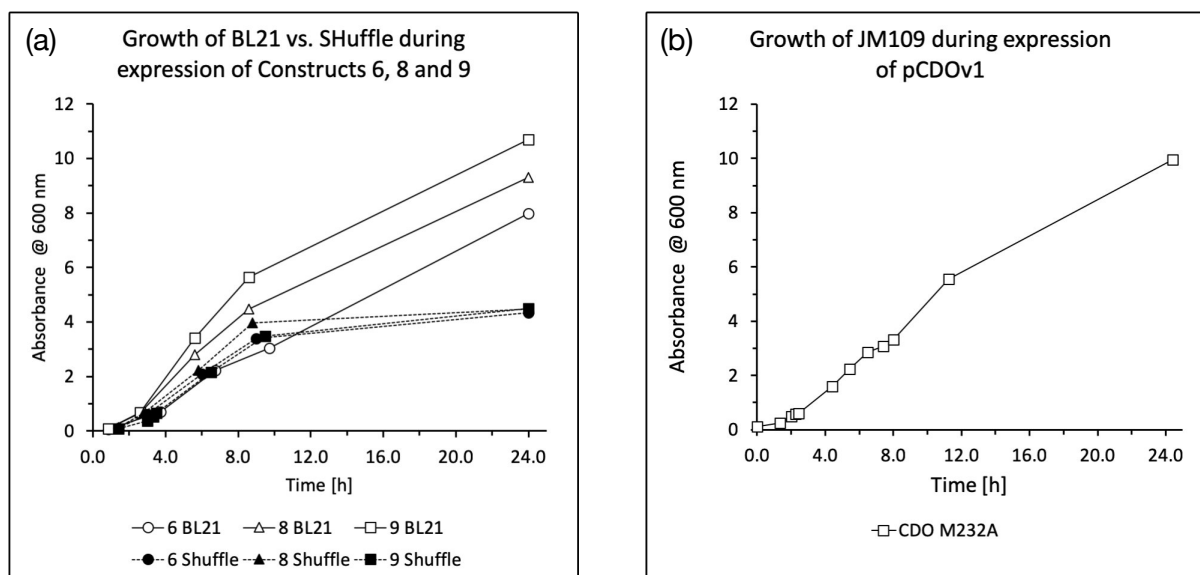 (a)
Growth of BL21 vs. SHuffle during
expression of Constructs 6, 8 and 9
Absorbance @ 600 nm
12
10
8
6
4
2
0
0.0 4.0 8.0 12.0 16.0 20.0 24.0
Time [h]
6 BL21 8 BL21 9 BL21
6 Shuffle 8 Shuffle 9 Shuffle
(b)
Growth of JM109 during expression
of pCDOv1
Absorbance @ 600 nm
12
10
8
6
4
2
0
0.0 4.0 8.0 12.0 16.0 20.0 24.0
Time [h]
CDO M232A